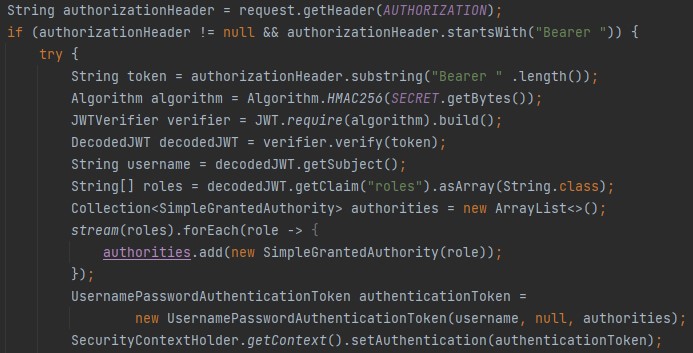 String authorizationHeader = request.getHeader(AUTHORIZATION);
if (authorizationHeader != null && authorizationHeader.startsWith("Bearer ")) {
try {
String token = authorizationHeader.substring("Bearer " .length());
Algorithm algorithm = Algorithm.HMAC256(SECRET.getBytes());
JWTVerifier verifier = JWT.require(algorithm).build();
DecodedJWT decodedJWT = verifier.verify(token);
String username = decodedJWT.getSubject();
String[] roles = decodedJWT.getClaim("roles").asArray(String.class);
Collection<SimpleGrantedAuthority> authorities = new ArrayList<>();
stream(roles).forEach(role -> {
authorities.add(new SimpleGrantedAuthority(role));
});
UsernamePasswordAuthenticationToken authenticationToken =
new UsernamePasswordAuthenticationToken(username, null, authorities);
SecurityContextHolder.getContext().setAuthentication(authenticationToken);